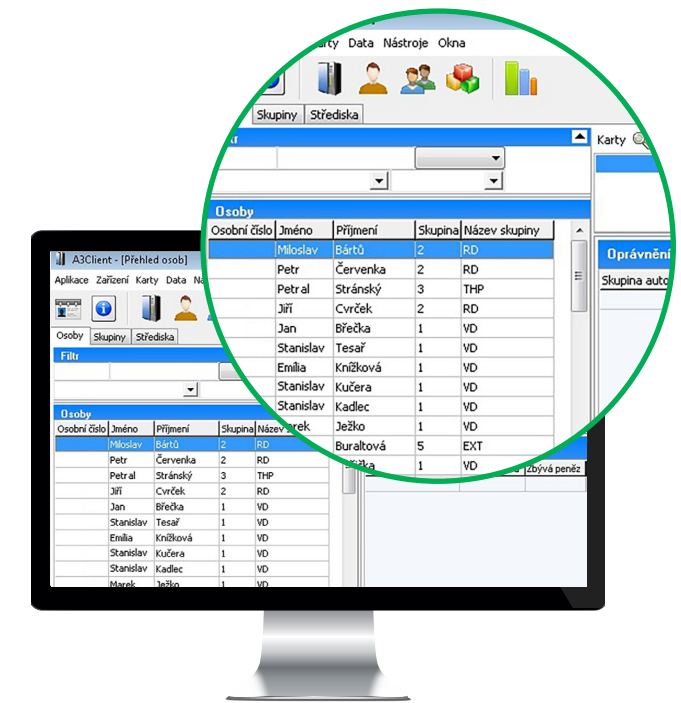 A3Client - [Přehled osob]
Aplikace Zařízení Karty Data
Osoby Skupiny Střediska
Filtr
Osoby
Osobní číslo Jméno Příjmení Skupina
Miloslav Bártů 2 RD
Petr Červenka 2 RD
Petral Stránský 3 THP
Jiří Cvrček 2 RD
Jan Břečka 1 VD
Stanislav Tesař 1 VD
Emília Knížková 1 VD
Stanislav Kučera 1 VD
Stanislav Kadlec 1 VD
Marek Ježko 1 VD
Data Nástroje Okna
Skupiny Střediska
Karty
Osoby
Osobní číslo Jméno Příjmení Skupina Název skupiny
Miloslav Bártů 2 RD
Petr Červenka 2 RD
Petral Stránský 3 THP
Jiří Cvrček 2 RD
Jan Břečka 1 VD
Stanislav Tesař 1 VD
Emília Knížková 1 VD
Stanislav Kučera 1 VD
Stanislav Kadlec 1 VD
Ježko 1 VD
Buraltová 5 EXT
1 VD
Oprávnění
Skupina auto
Zbývá peněz